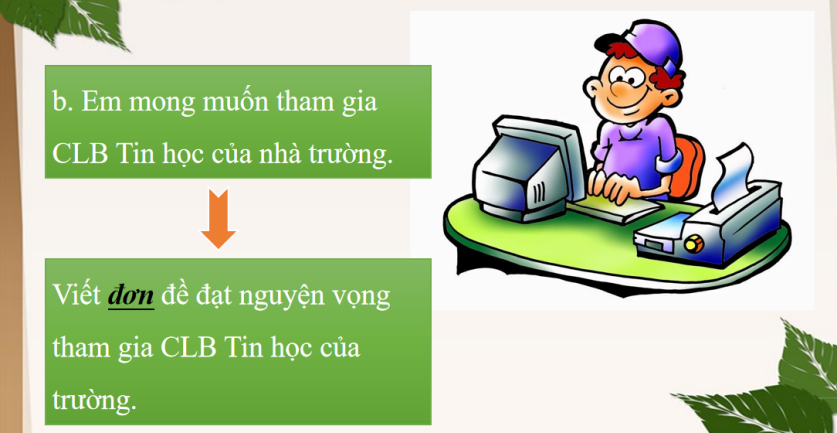 b. Em mong muốn tham gia
CLB Tin học của nhà trường.
Viết đơn đề đạt nguyện vọng
tham gia CLB Tin học của
trường.